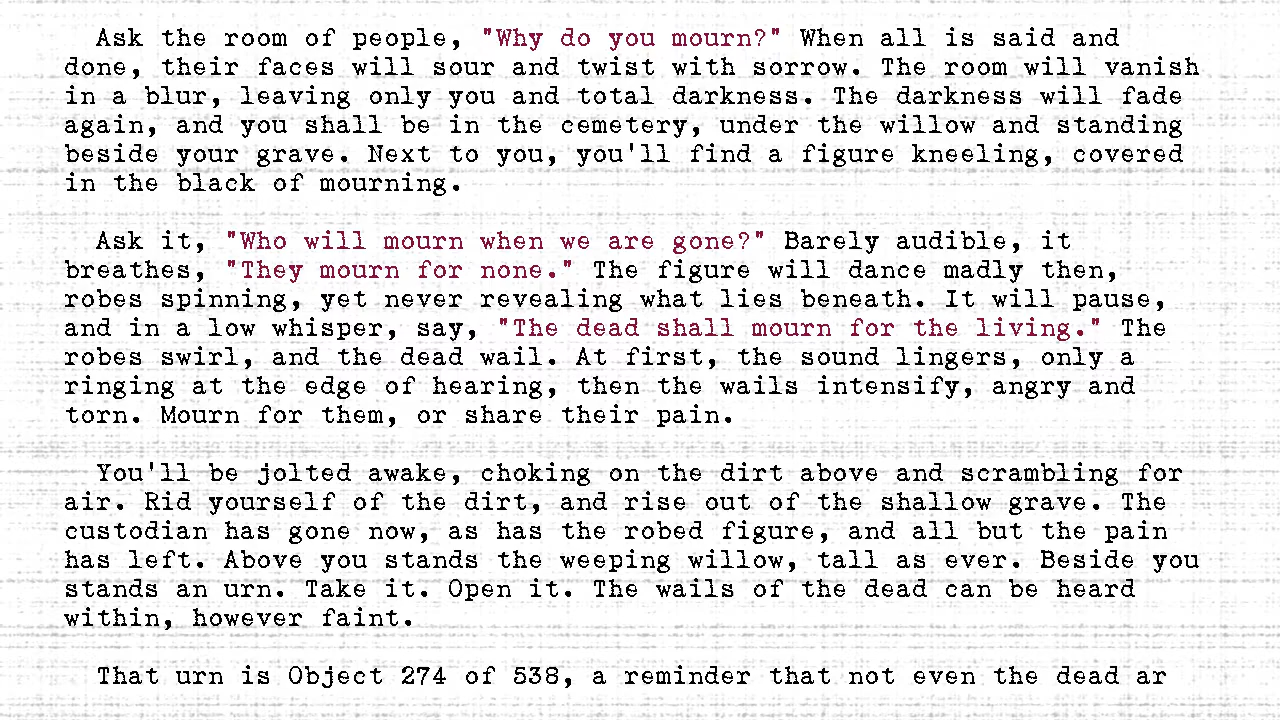 Ask the room of people, "Why do you mourn?" When all is said and
done, their faces will sour and twist with sorrow. The room will vanish
in a blur, leaving only you and total darkness. The darkness will fade
again, and you shall be in the cemetery, under the willow and standing
beside your grave. Next to you, you'll find a figure kneeling, covered
in the black of mourning.
Ask it, "Who will mourn when we are gone?" Barely audible, it
breathes, "They mourn for none." The figure will dance madly then,
robes spinning, yet never revealing what lies beneath. It will pause,
and in a low whisper, say, "The dead shall mourn for the living." The
robes swirl, and the dead wail. At first, the sound lingers, only a
ringing at the edge of hearing, then the wails intensify, angry and
torn. Mourn for them, or share their pain.
You'll be jolted awake, choking on the dirt above and scrambling for
air. Rid yourself of the dirt, and rise out of the shallow grave. The
custodian has gone now, as has the robed figure, and all but the pain
has left. Above you stands the weeping willow, tall as ever. Beside you
stands an urn. Take it. Open it. The wails of the dead can be heard
within, however faint.
That urn is Object 274 of 538, a reminder that not even the dead ar